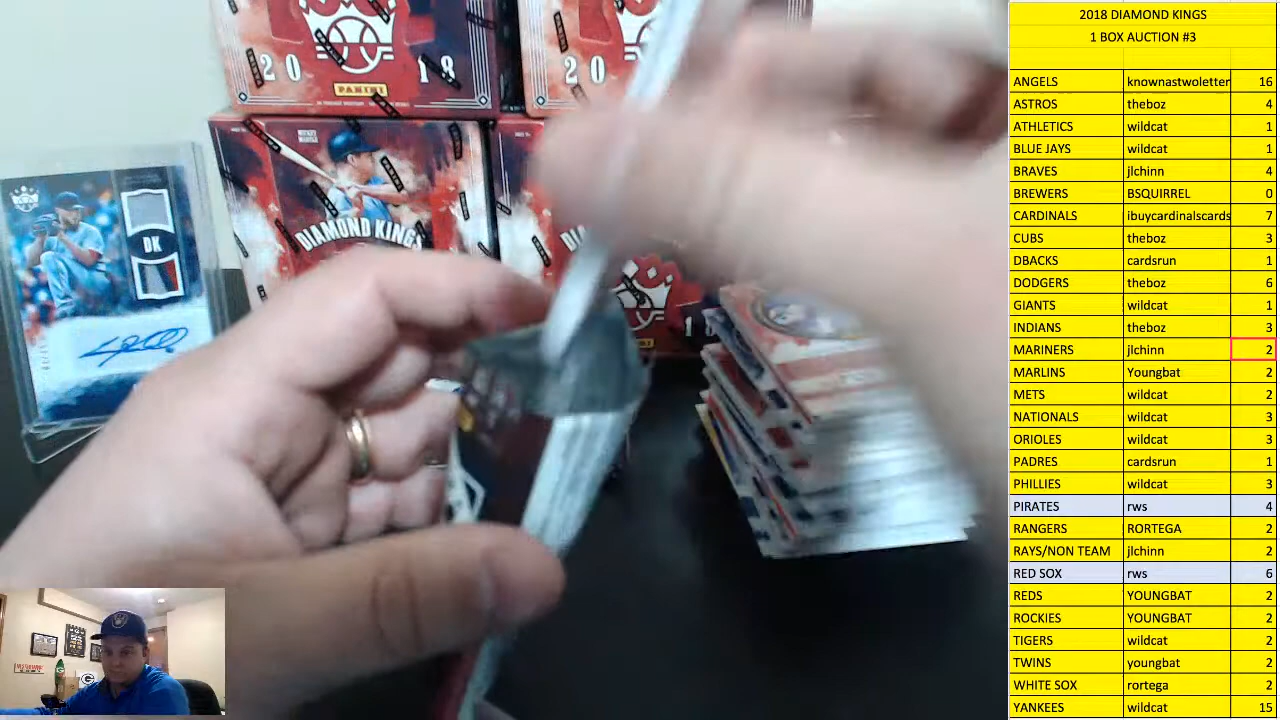 20 18
PANINI
20
DIAMOND KINGS
DK
2018 DIAMOND KINGS
1 BOX AUCTION #3
ANGELS knownastwoletter 16
ASTROS theboz 4
ATHLETICS wildcat 1
BLUE JAYS wildcat 1
BRAVES jlchinn 4
BREWERS BSQUIRREL 0
CARDINALS ibuycardinalscards 7
CUBS theboz 3
DBACKS cardsrun 1
DODGERS theboz 6
GIANTS wildcat 1
INDIANS theboz 3
MARINERS jlchinn 2
MARLINS Youngbat 2
METS wildcat 2
NATIONALS wildcat 3
ORIOLES wildcat 3
PADRES cardsrun 1
PHILLIES wildcat 3
PIRATES rws 4
RANGERS RORTEGA 2
RAYS/NON TEAM jlchinn 2
RED SOX rws 6
REDS YOUNGBAT 2
ROCKIES YOUNGBAT 2
TIGERS wildcat 2
TWINS youngbat 2
WHITE SOX rortega 2
YANKEES wildcat 15